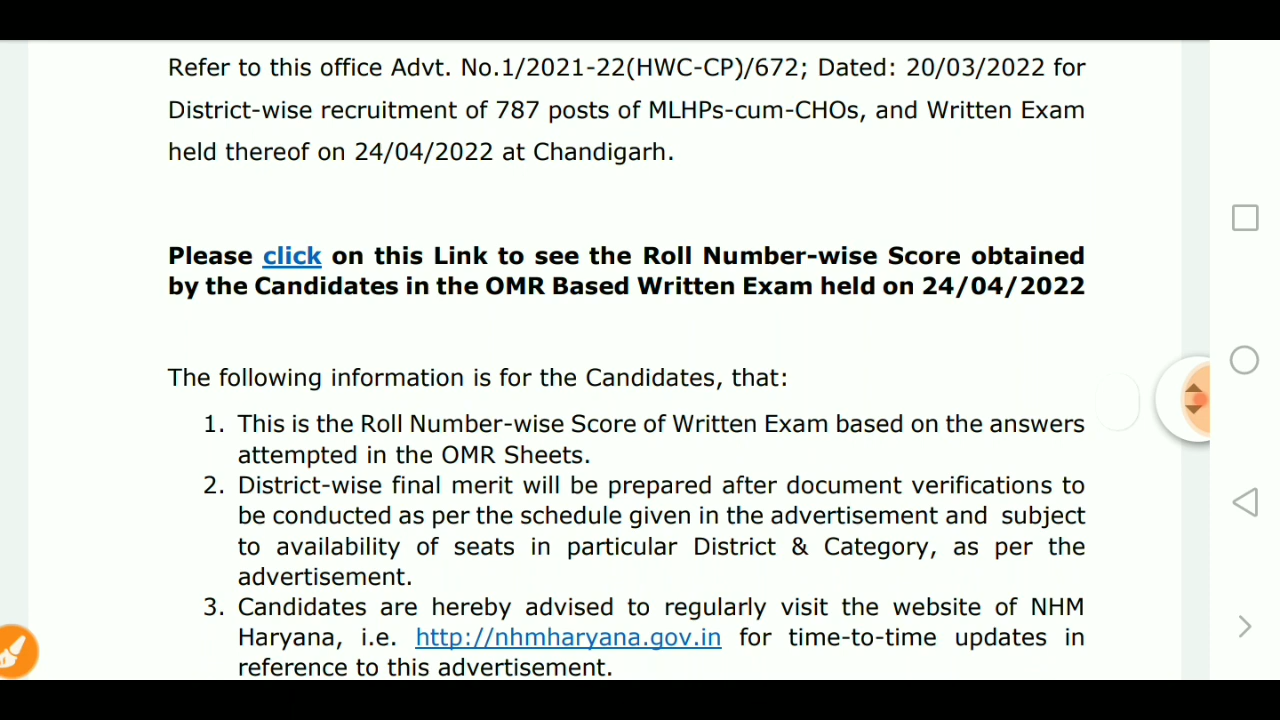 Refer to this office Advt. No.1/2021-22(HWC-CP)/672; Dated: 20/03/2022 for
District-wise recruitment of 787 posts of MLHPs-cum-CHOs, and Written Exam
held thereof on 24/04/2022 at Chandigarh.
Please click on this Link to see the Roll Number-wise Score obtained
by the Candidates in the OMR Based Written Exam held on 24/04/2022
The following information is for the Candidates, that:
1. This is the Roll Number-wise Score of Written Exam based on the answers
attempted in the OMR Sheets.
2. District-wise final merit will be prepared after document verifications to
be conducted as per the schedule given in the advertisement and subject
to availability of seats in particular District & Category, as per the
advertisement.
3. Candidates are hereby advised to regularly visit the website of NHM
Haryana, i.e. http://nhmharyana.gov.in for time-to-time updates in
reference to this advertisement.